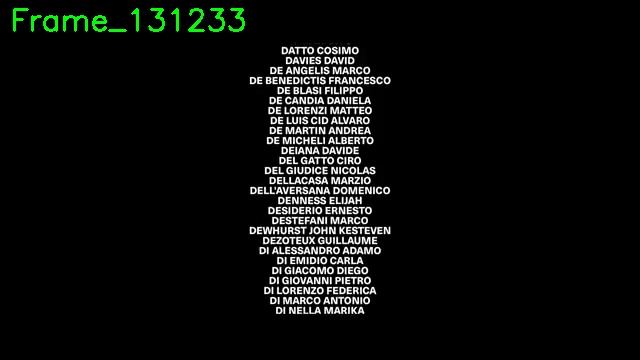 Frame_131233
DATTO COSIMO
DAVIES DAVID
DE ANGELIS MARCO
DE BENEDICTIS FRANCESCO
DE BLASI FILIPPO
DE CANDIA DANIELA
DE LORENZI MATTEO
DE LUIS CID ALVARO
DE MARTIN ANDREA
DE MICHELI ALBERTO
DEIANA DAVIDE
DEL GATTO CIRO
DEL GIUDICE NICOLAS
DELLACASA MARZIO
DELL'AVERSANA DOMENICO
DENNESS ELIJAH
DESIDERIO ERNESTO
DESTEFANI MARCO
DEWHURST JOHN KESTEVEN
DEZOTEUX GUILLAUME
DI ALESSANDRO ADAMO
DI EMIDIO CARLA
DI GIACOMO DIEGO
DI GIOVANNI PIETRO
DI LORENZO FEDERICA
DI MARCO ANTONIO
DI NELLA MARIKA